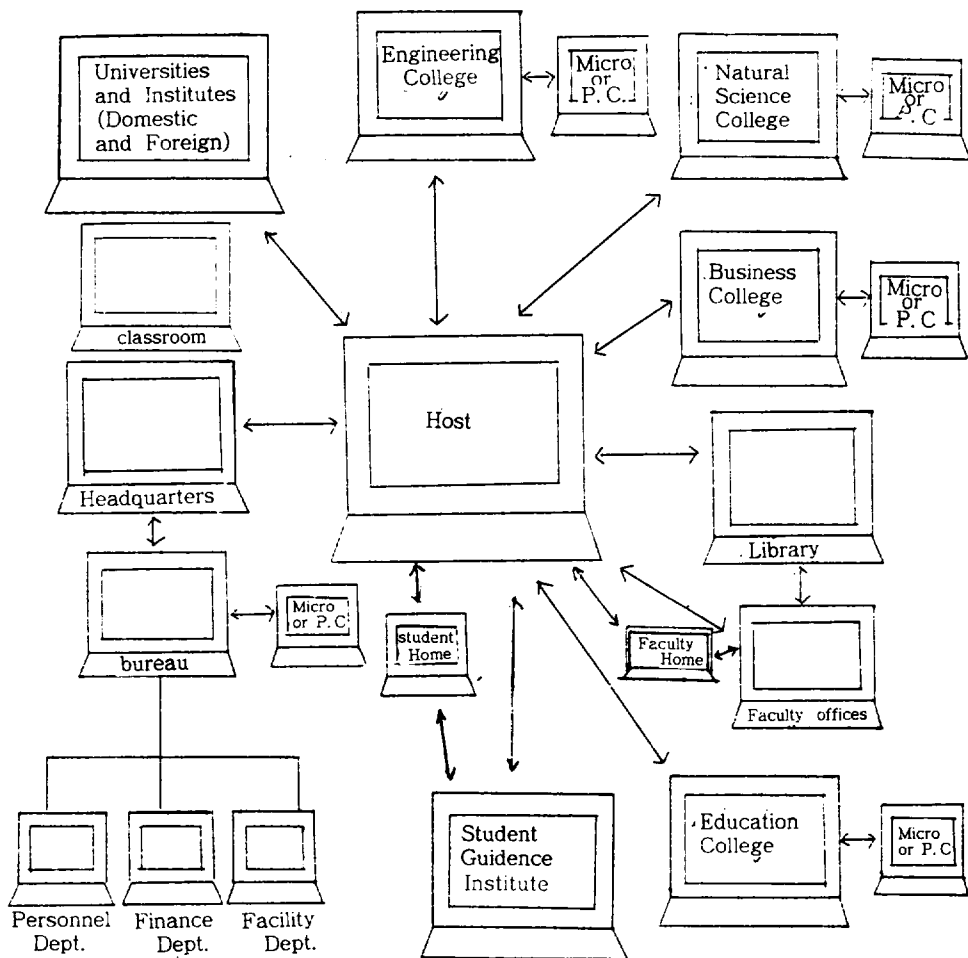 Universities
and Institutes
(Domestic
and Foreign)
Engineering
College
Micro
or
P. C.
Natural
Science
College
Micro
or
P. C
classroom
Business
College
Micro
or
P. C
Headquarters
Host
Library
bureau
Micro
or P. C
student
Home
Faculty
Home
Faculty offices
Personnel
Dept.
Finance
Dept.
Facility
Dept.
Student
Guidence
Institute
Education
College
Micro
or P. C